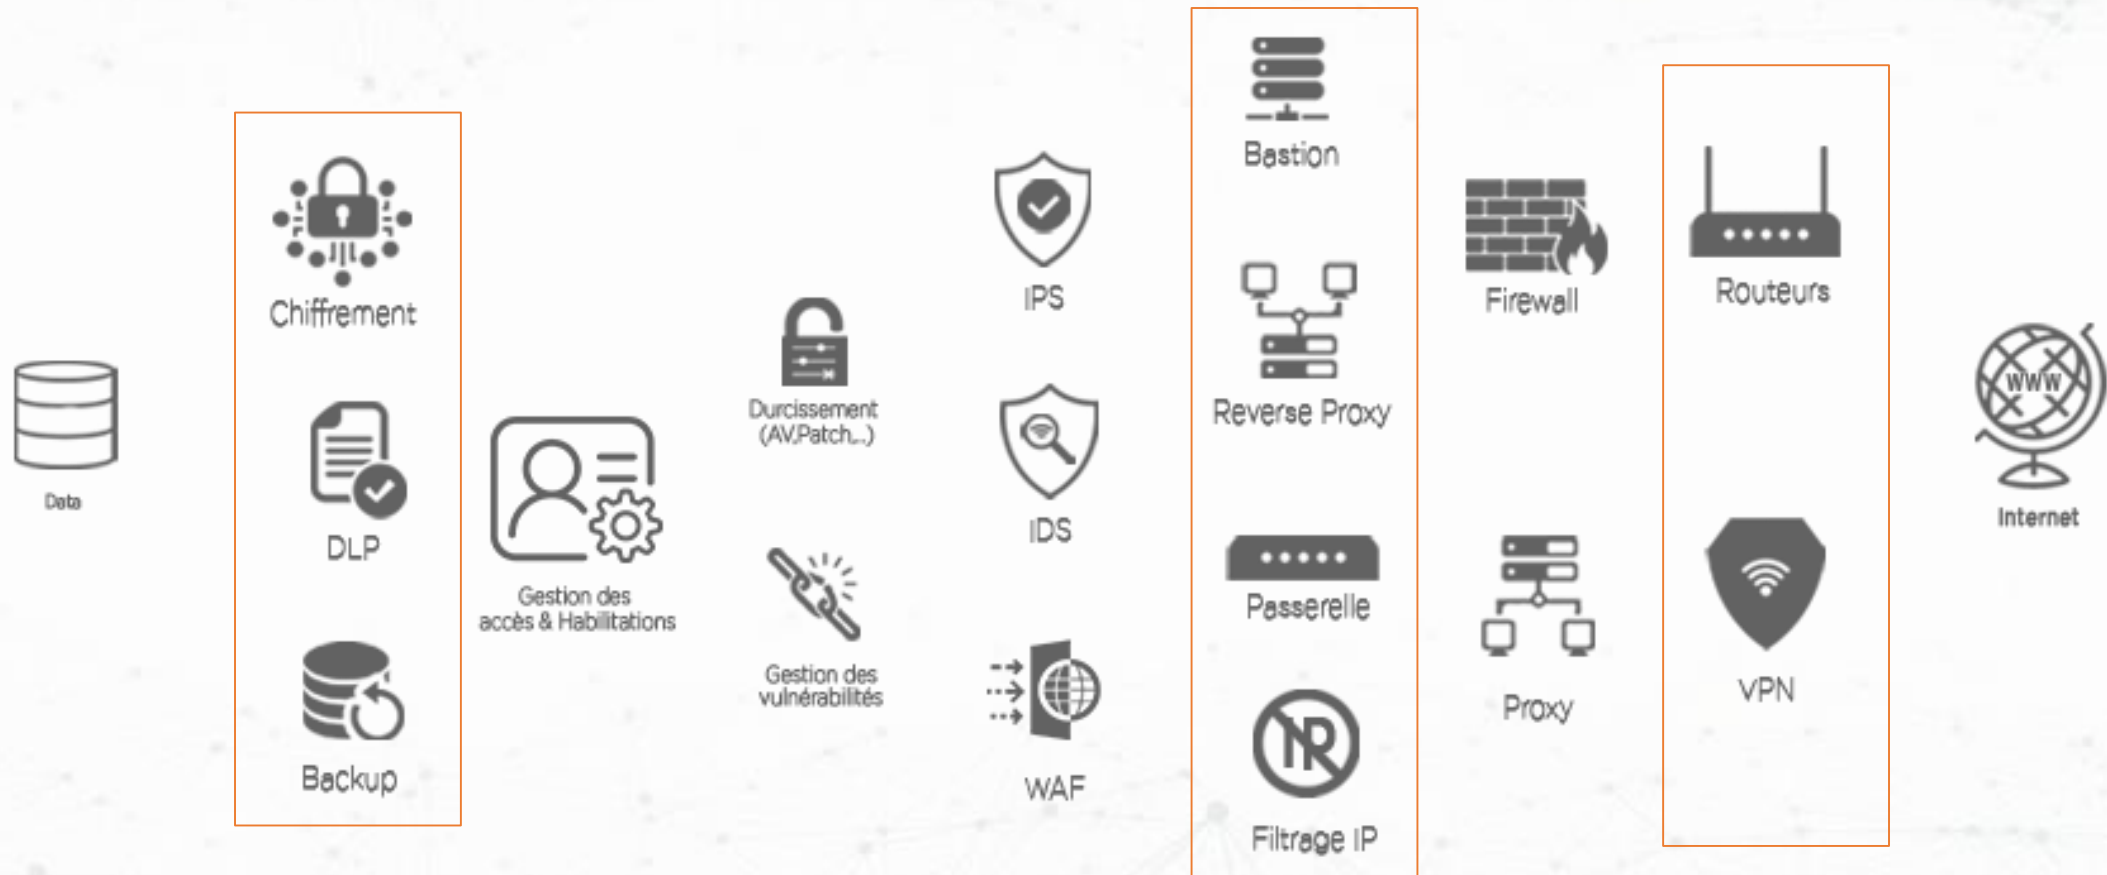 Data
Chiffrement
DLP
Backup
Gestion des
accès & Habilitations
Durcissement
(AV.Patch...)
Gestion des
vulnérabilités
IPS
IDS
WAF
Bastion
Reverse Proxy
Passerelle
IP
Filtrage IP
Firewall
Proxy
Routeurs
VPN
WWW
Internet